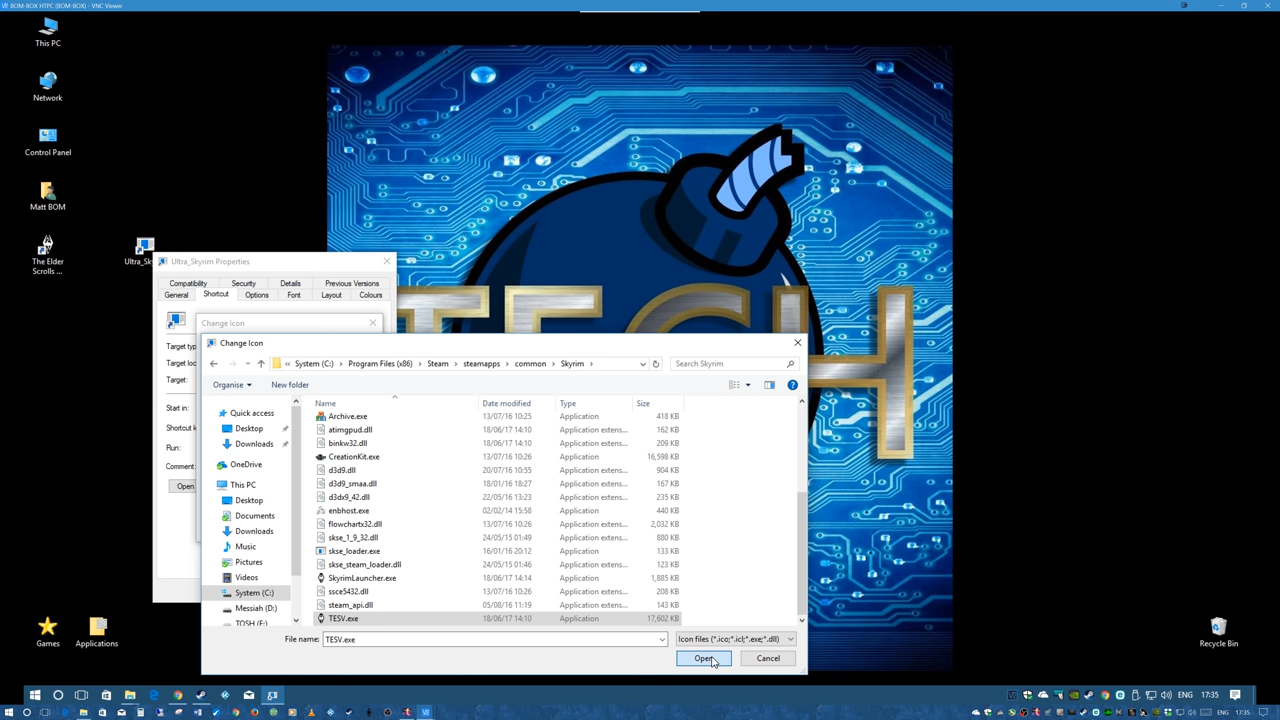 BOM-BOX HTPC (BOM-BOX) - VNC Viewer
This PC
Network
Control Panel
Matt BOM
The Elder
Scrolls ...
Ultra_Sk
Games
Applications
Recycle Bin
TECH
Ultra_Skyrim Properties
Compatibility Security Details Previous Versions
General Shortcut Options Font Layout Colours
Target typ
Target loc
Target:
Start in:
Shortcut k
Run:
Comment:
Open
Change Icon
Change Icon
« System (C:) > Program Files (x86) > Steam > steamapps > common > Skyrim >
Search Skyrim
Organise New folder
Quick access
Desktop
Downloads
OneDrive
This PC
Desktop
Documents
Downloads
Music
Pictures
Videos
System (C:)
Messiah (D:)
TOSH (E:)
Name Date modified Type Size
Archive.exe 13/07/16 10:25 Application 418 KB
atimgpud.dll 18/06/17 14:10 Application extens... 162 KB
binkw32.dll 18/06/17 14:10 Application extens... 209 KB
CreationKit.exe 13/07/16 10:26 Application 16,598 KB
d3d9.dll 20/07/16 10:55 Application extens... 904 KB
d3d9_smaa.dll 18/01/16 18:27 Application extens... 167 KB
d3dx9_42.dll 22/05/16 13:23 Application extens... 235 KB
enbhost.exe 02/02/14 15:58 Application 440 KB
flowchartx32.dll 13/07/16 10:26 Application extens... 2,032 KB
skse_1_9_32.dll 24/05/15 01:49 Application extens... 880 KB
skse_loader.exe 16/01/16 20:12 Application 133 KB
skse_steam_loader.dll 24/05/15 01:49 Application extens... 123 KB
SkyrimLauncher.exe 18/06/17 14:14 Application 1,885 KB
ssce5432.dll 13/07/16 10:26 Application extens... 208 KB
steam_api.dll 05/08/16 11:19 Application extens... 143 KB
TESV.exe 18/06/17 14:10 Application 17,602 KB
File name: TESV.exe
Icon files (*.ico;*.icl;*.exe;*.dll)
Open Cancel
ENG 17:35
ENG 17:35